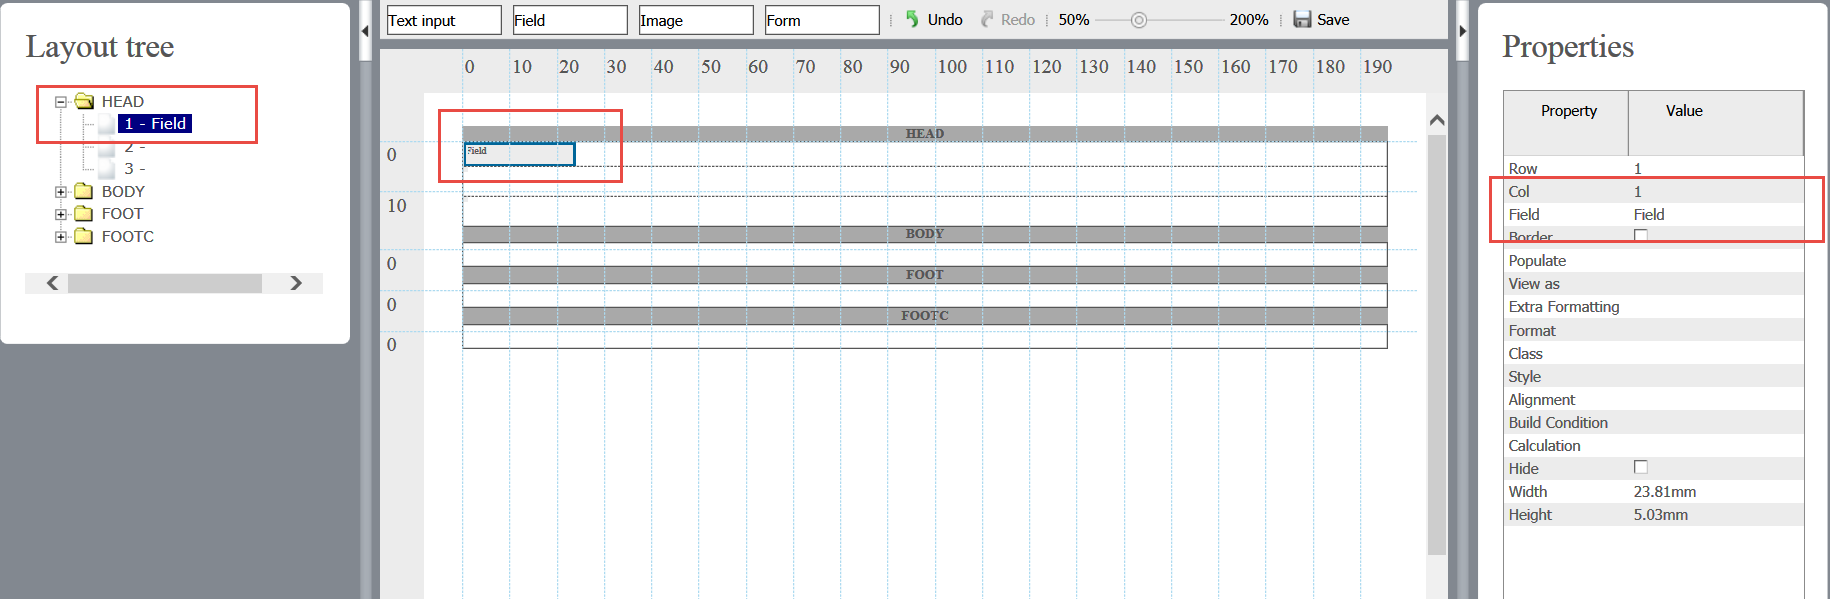 Layout tree
HEAD
1 - Field
2 -
3 -
BODY
FOOT
FOOTC
Text input
Field
Image
Form
Undo
Redo
50%
200%
Save
0 10 20 30 40 50 60 70 80 90 100 110 120 130 140 150 160 170 180 190
HEAD
0
Field
10
BODY
0
FOOT
0
FOOTC
0
Properties
Property Value
Row 1
Col 1
Field Field
Border
Populate
View as
Extra Formatting
Format
Class
Style
Alignment
Build Condition
Calculation
Hide
Width 23.81mm
Height 5.03mm